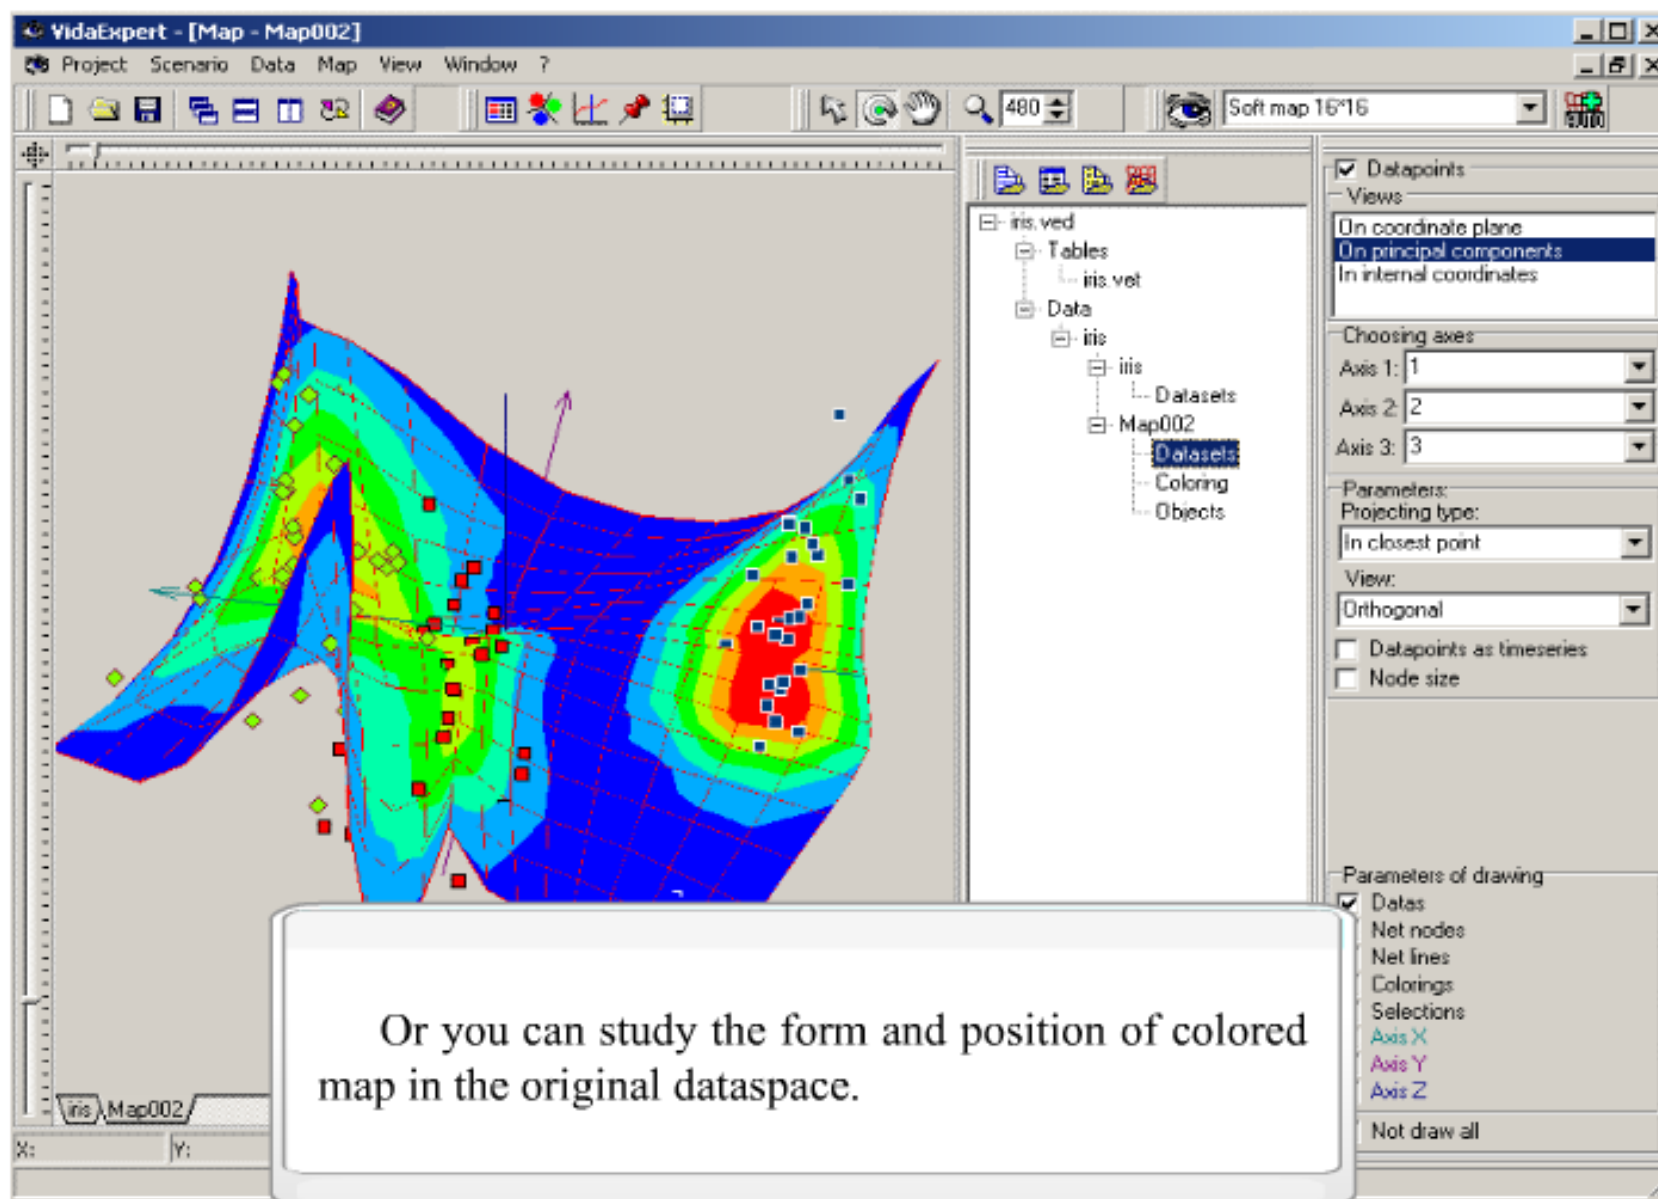 VidaExpert - [Map - Map002]
Project Scenario Data Map View Window ?
480
Soft map 16*16
iris.ved
Tables
iris.vet
Data
iris
iris
Datasets
Map002
Datasets
Coloring
Objects
Datapoints
Views
On coordinate plane
On principal components
In internal coordinates
Choosing axes
Axis 1: 1
Axis 2: 2
Axis 3: 3
Parameters:
Projecting type:
In closest point
View:
Orthogonal
Datapoints as timeseries
Node size
Parameters of drawing
Datas
Net nodes
Net lines
Colorings
Selections
Axis X
Axis Y
Axis Z
Not draw all
Or you can study the form and position of colored
map in the original dataspace.
iris Map002
X: Y: